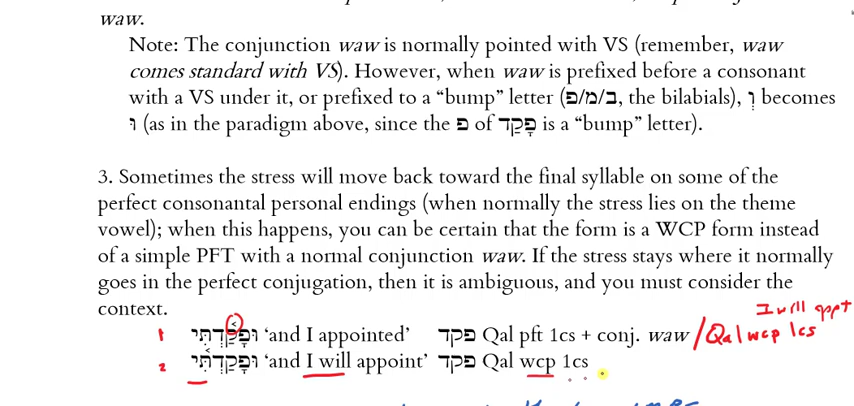 waw.
Note: The conjunction waw is normally pointed with VS (remember, waw
comes standard with VS). However, when waw is prefixed before a consonant
with a VS under it, or prefixed to a “bump” letter (ב/מ/פ, the bilabials), וְ becomes
וּ (as in the paradigm above, since the פ of פָּקַד is a “bump” letter).
3. Sometimes the stress will move back toward the final syllable on some of the
perfect consonantal personal endings (when normally the stress lies on the theme
vowel); when this happens, you can be certain that the form is a WCP form instead
of a simple PFT with a normal conjunction waw. If the stress stays where it normally
goes in the perfect conjugation, then it is ambiguous, and you must consider the
context.
I will appt
1 וּפָקַ֫דְתִּי ‘and I appointed’ פקד Qal pft 1cs + conj. waw / Qal wcp 1cs
2 וּפָקַדְתִּ֫י ‘and I will appoint’ פקד Qal wcp 1cs